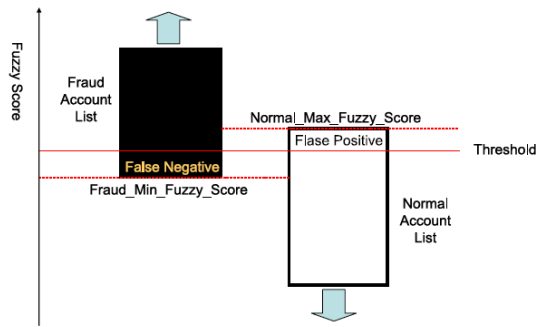 Fuzzy Score
Fraud
Account
List
Normal_Max_Fuzzy_Score
Flase Positive
Threshold
False Negative
Fraud_Min_Fuzzy_Score
Normal
Account
List